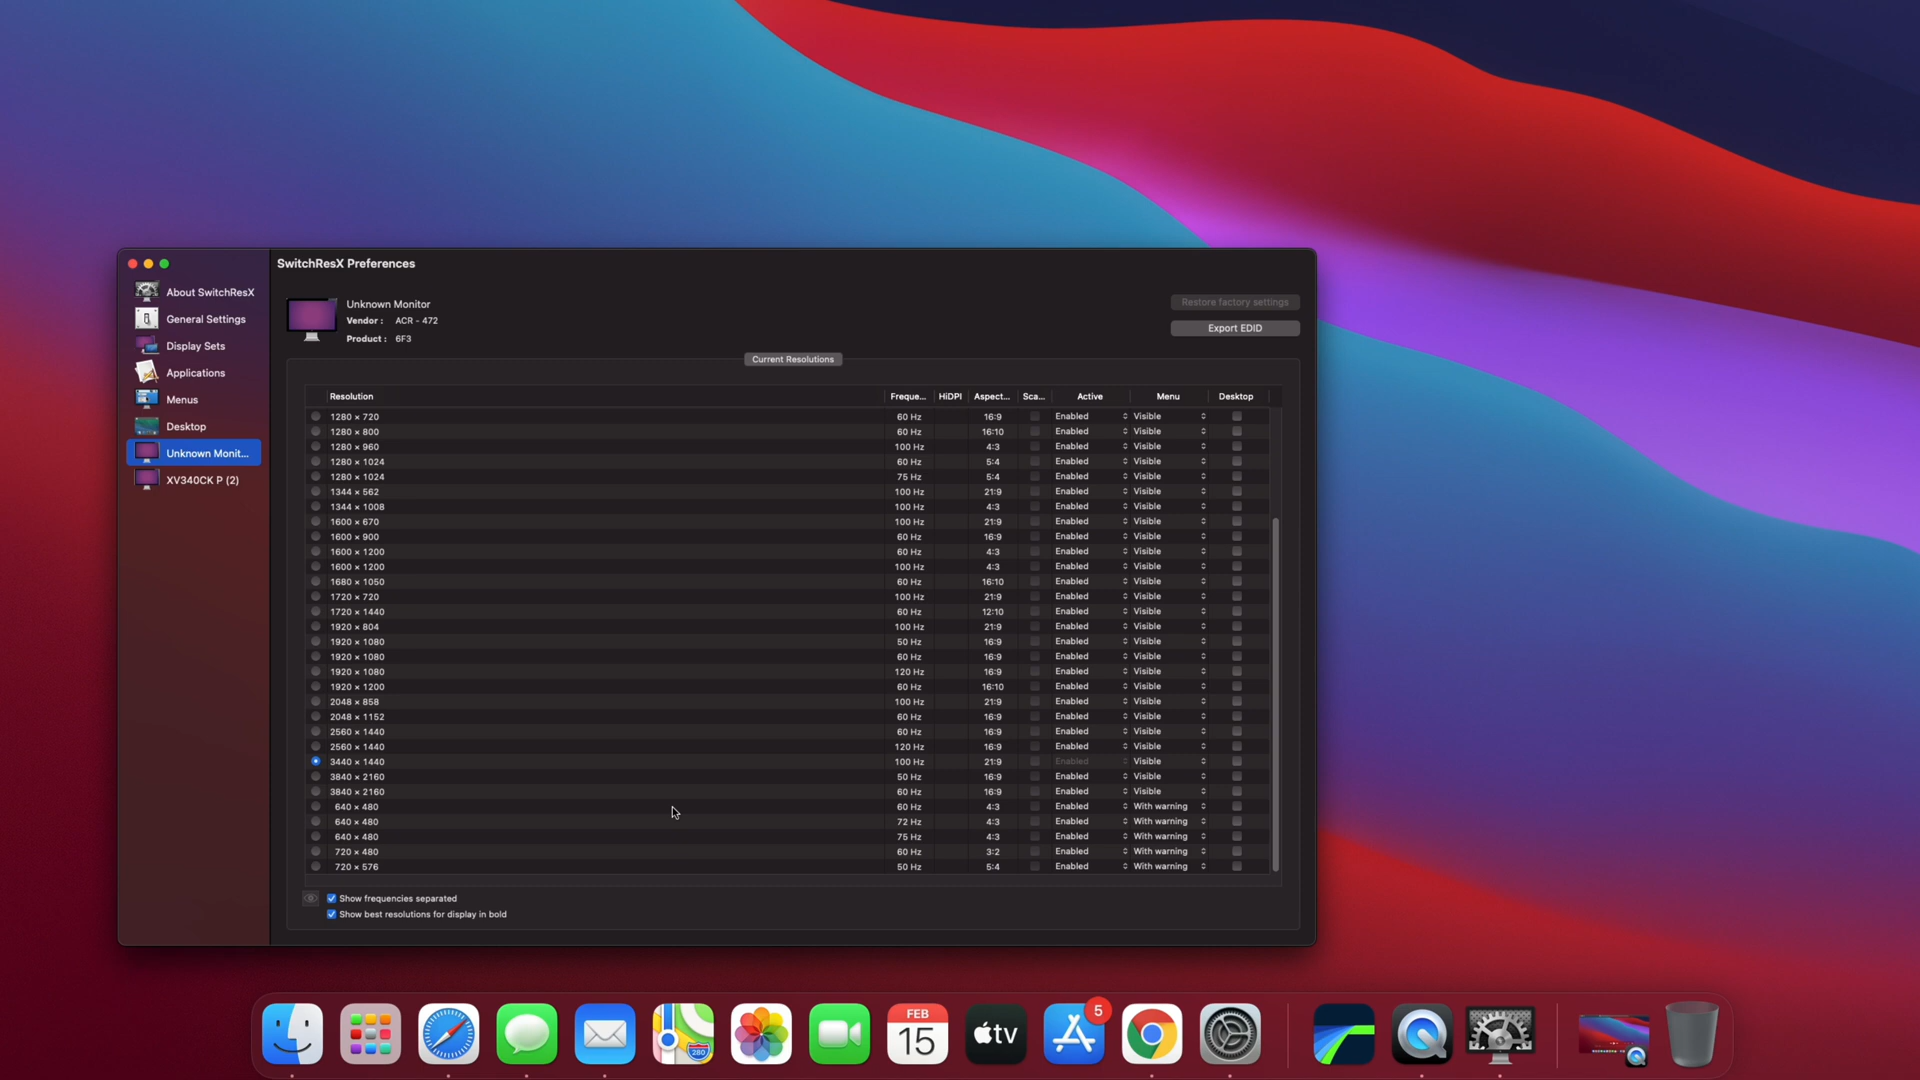 SwitchResX Preferences
About SwitchResX
General Settings
Display Sets
Applications
Menus
Desktop
Unknown Monit...
XV340CK P (2)
Unknown Monitor
Vendor : ACR - 472
Product : 6F3
Restore factory settings
Export EDID
Current Resolutions
Resolution Freque... HiDPI Aspect... Sca... Active Menu Desktop
1280 × 720 60 Hz 16:9 Enabled Visible
1280 × 800 60 Hz 16:10 Enabled Visible
1280 × 960 100 Hz 4:3 Enabled Visible
1280 × 1024 60 Hz 5:4 Enabled Visible
1280 × 1024 75 Hz 5:4 Enabled Visible
1344 × 562 100 Hz 21:9 Enabled Visible
1344 × 1008 100 Hz 4:3 Enabled Visible
1600 × 670 100 Hz 21:9 Enabled Visible
1600 × 900 60 Hz 16:9 Enabled Visible
1600 × 1200 60 Hz 4:3 Enabled Visible
1600 × 1200 100 Hz 4:3 Enabled Visible
1680 × 1050 60 Hz 16:10 Enabled Visible
1720 × 720 100 Hz 21:9 Enabled Visible
1720 × 1440 60 Hz 12:10 Enabled Visible
1920 × 804 100 Hz 21:9 Enabled Visible
1920 × 1080 50 Hz 16:9 Enabled Visible
1920 × 1080 60 Hz 16:9 Enabled Visible
1920 × 1080 120 Hz 16:9 Enabled Visible
1920 × 1200 60 Hz 16:10 Enabled Visible
2048 × 858 100 Hz 21:9 Enabled Visible
2048 × 1152 60 Hz 16:9 Enabled Visible
2560 × 1440 60 Hz 16:9 Enabled Visible
2560 × 1440 120 Hz 16:9 Enabled Visible
3440 × 1440 100 Hz 21:9 Enabled Visible
3840 × 2160 50 Hz 16:9 Enabled Visible
3840 × 2160 60 Hz 16:9 Enabled Visible
640 × 480 60 Hz 4:3 Enabled With warning
640 × 480 72 Hz 4:3 Enabled With warning
640 × 480 75 Hz 4:3 Enabled With warning
720 × 480 60 Hz 3:2 Enabled With warning
720 × 576 50 Hz 5:4 Enabled With warning
Show frequencies separated
Show best resolutions for display in bold
280
FEB
15
tv
5